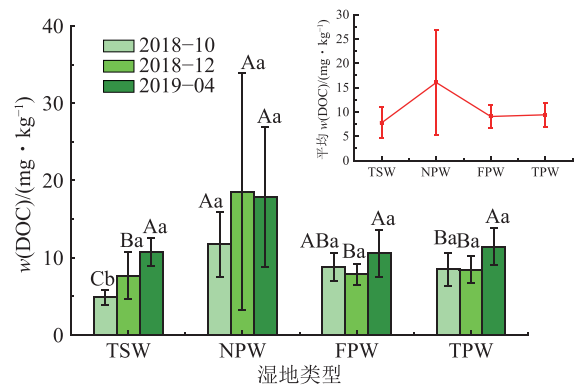 w(DOC)/(mg·kg⁻¹)
40
30
20
10
0
2018-10
2018-12
2019-04
Cb
Ba
Aa
Aa
Aa
Aa
ABa
Ba
Aa
Ba
Ba
Aa
TSW
NPW
FPW
TPW
湿地类型
平均 w(DOC)/(mg·kg⁻¹)
30
25
20
15
10
5
0
TSW
NPW
FPW
TPW